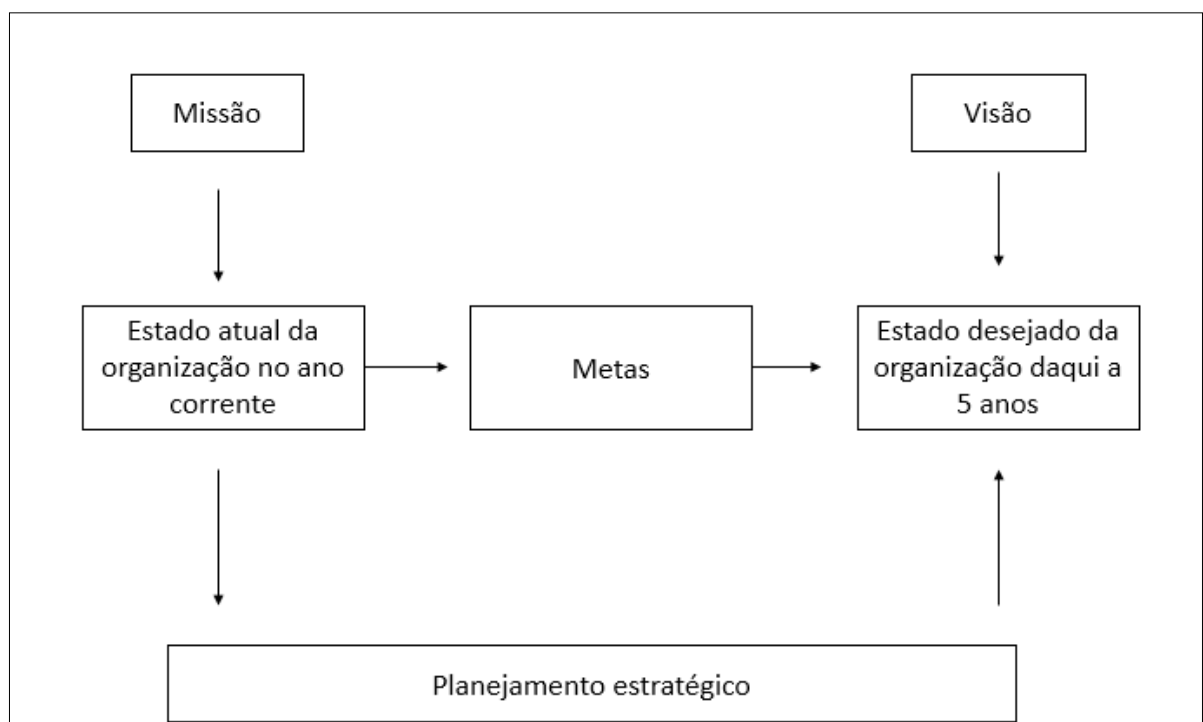 Missão
Visão
Estado atual da
organização no ano
corrente
Metas
Estado desejado da
organização daqui a
5 anos
Planejamento estratégico